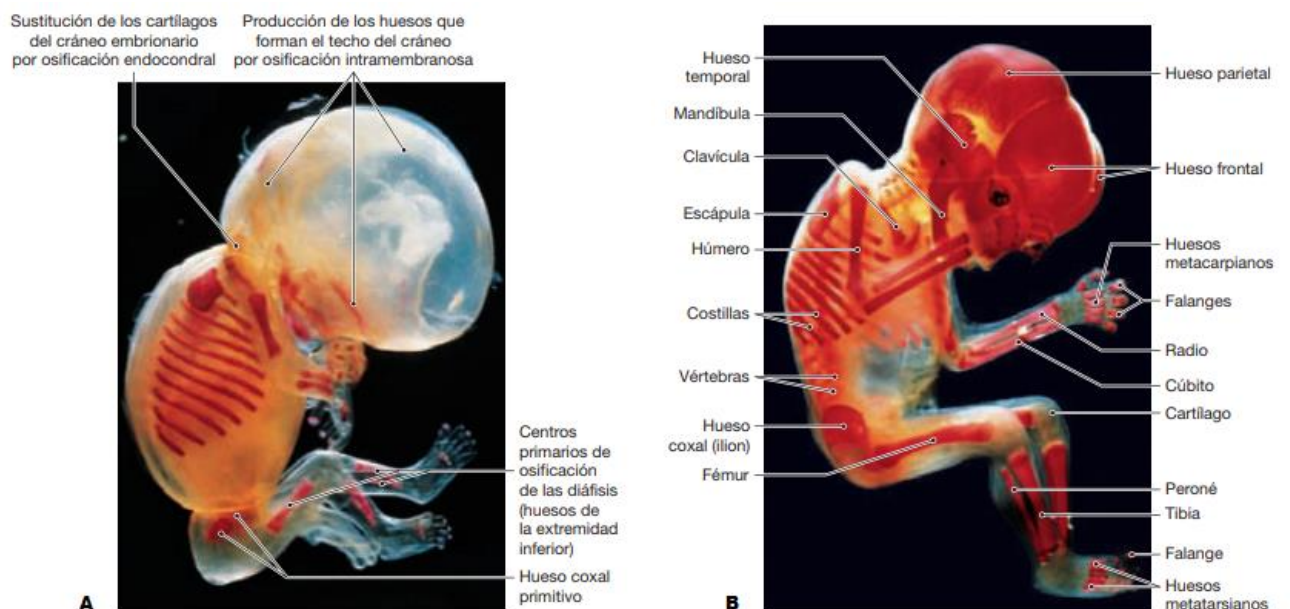 Sustitución de los cartílagos
del cráneo embrionario
por osificación endocondral
Producción de los huesos que
forman el techo del cráneo
por osificación intramembranosa
Centros
primarios de
osificación
de las diáfisis
(huesos de
la extremidad
inferior)
Hueso coxal
primitivo
A
Hueso
temporal
Mandíbula
Clavícula
Escápula
Húmero
Costillas
Vértebras
Hueso
coxal (ilion)
Fémur
Hueso parietal
Hueso frontal
Huesos
metacarpianos
Falanges
Radio
Cúbito
Cartílago
Peroné
Tibia
Falange
Huesos
metatarsianos
B